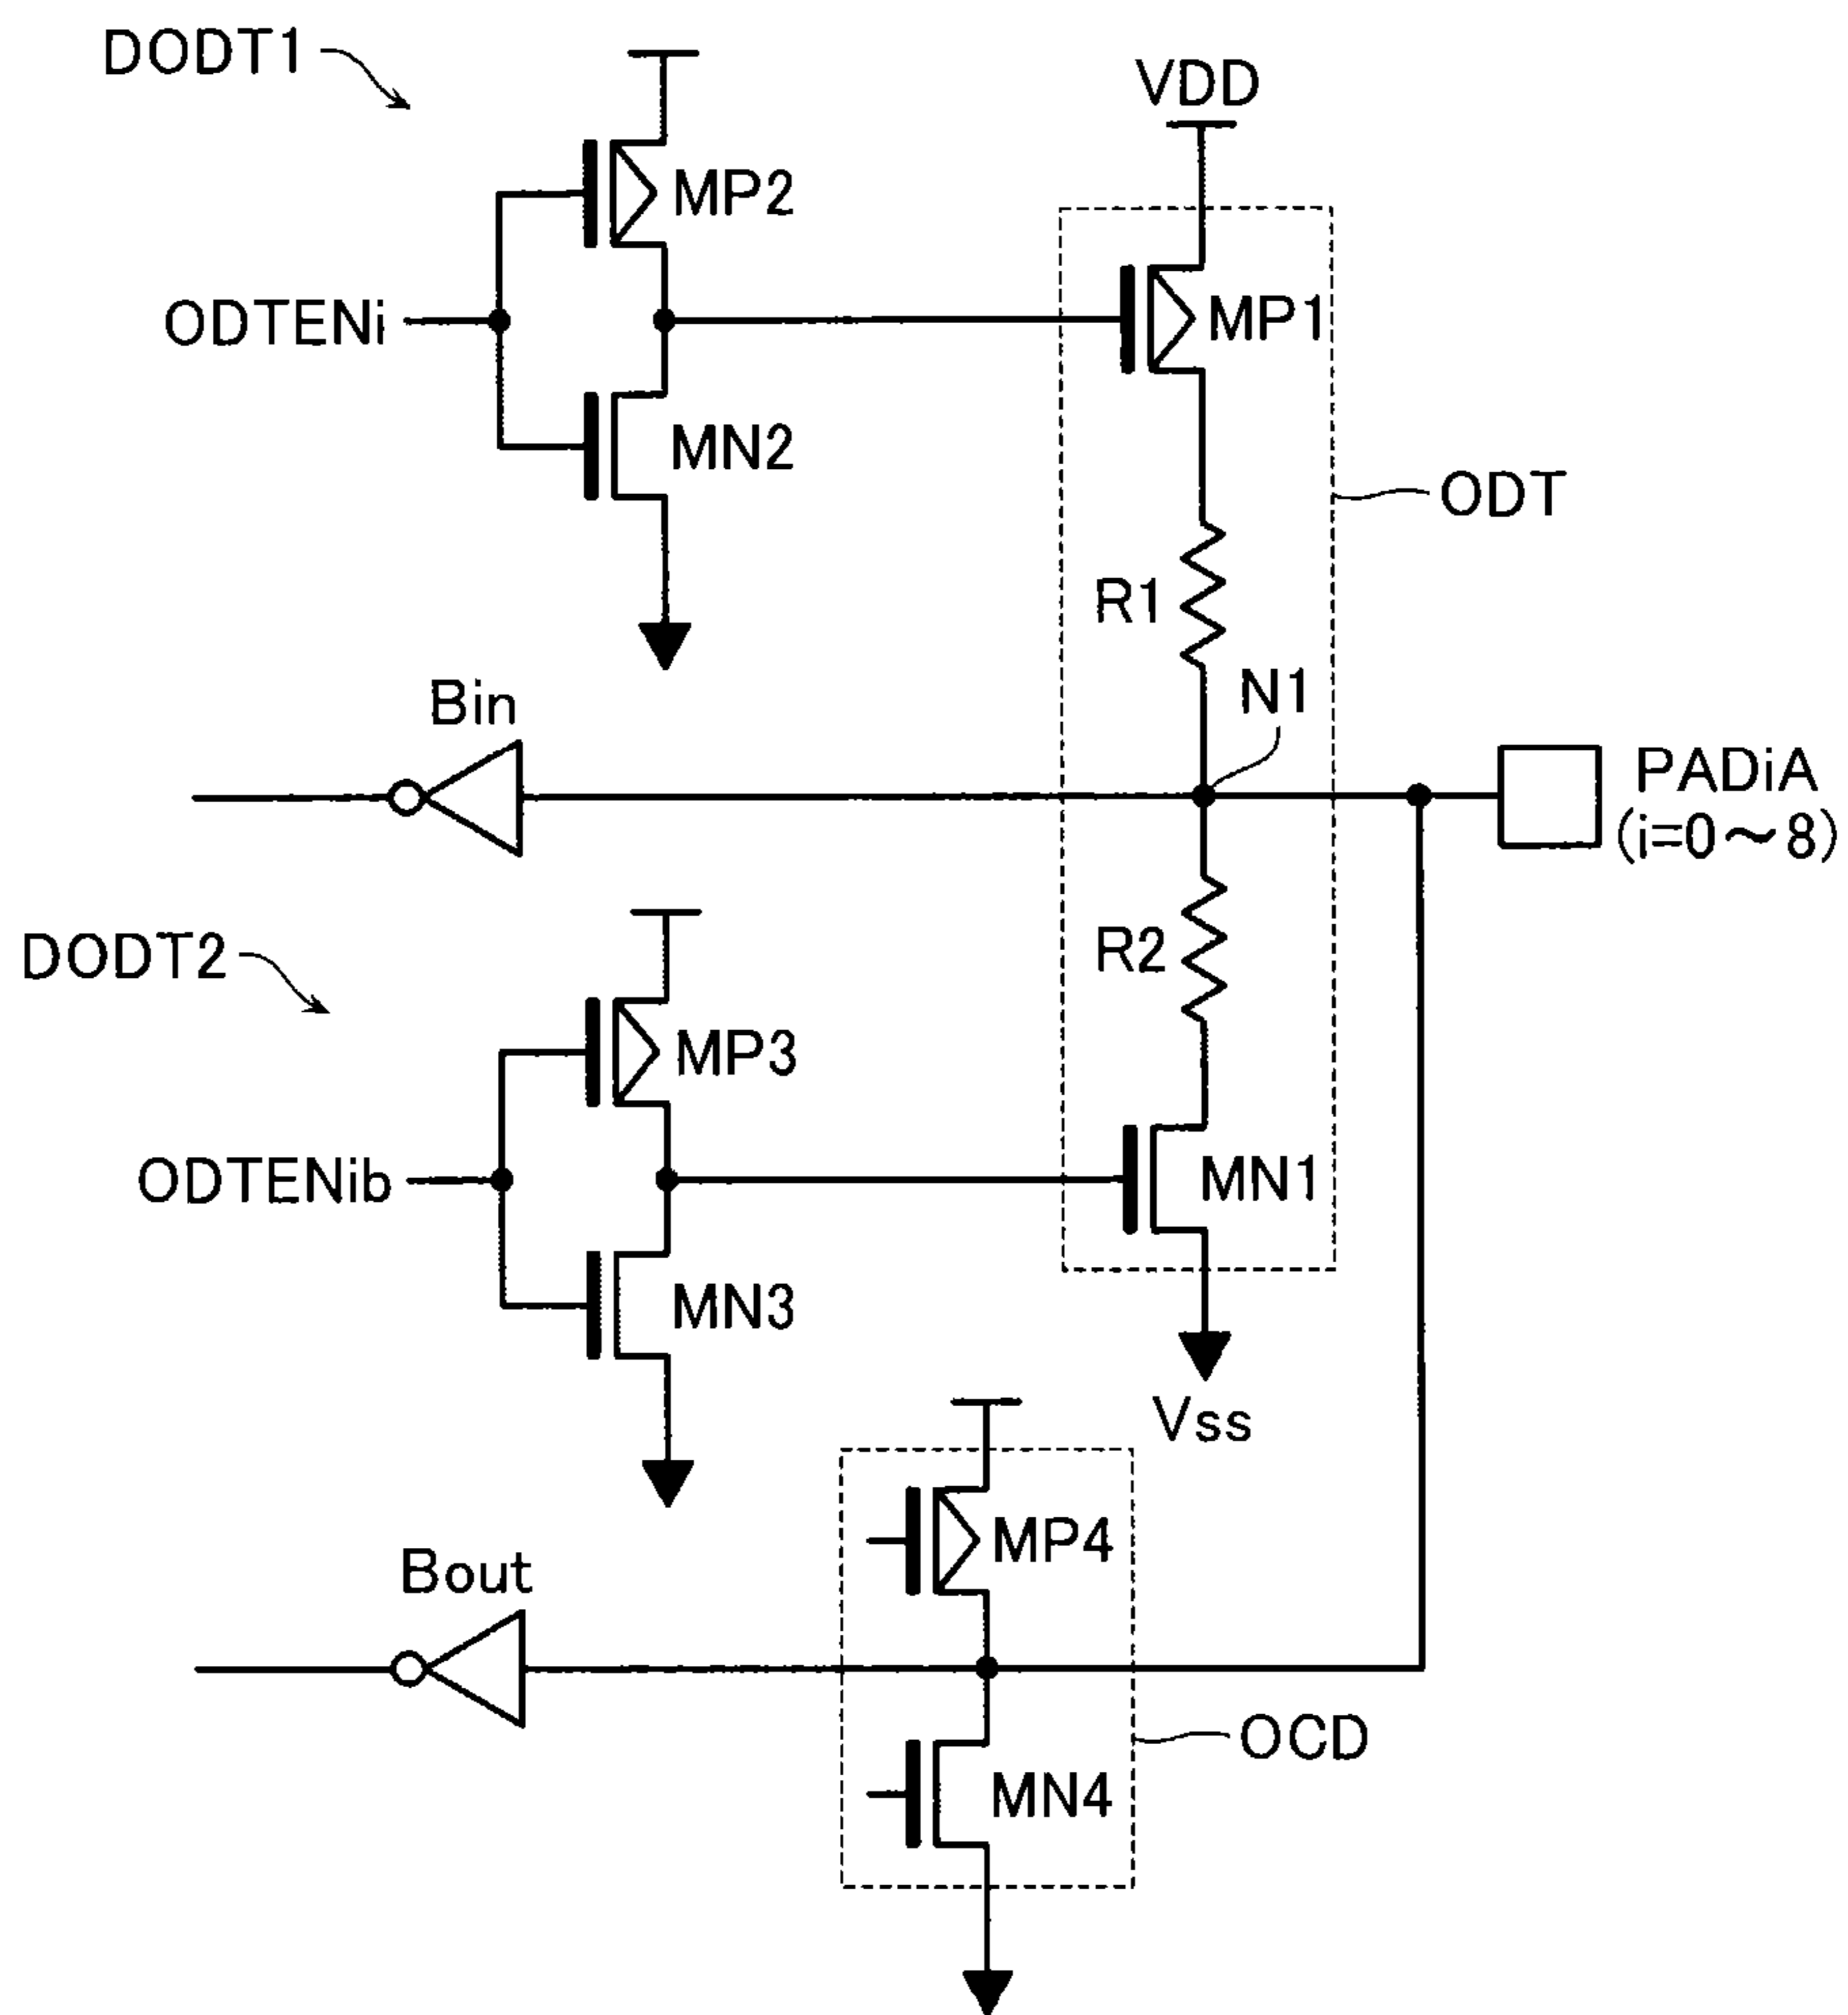 DODT1
VDD
MP2
ODTENi
MP1
MN2
ODT
R1
Bin
N1
PADiA
(i=0〜8)
R2
DODT2
MP3
ODTENib
MN1
MN3
Vss
MP4
Bout
OCD
MN4